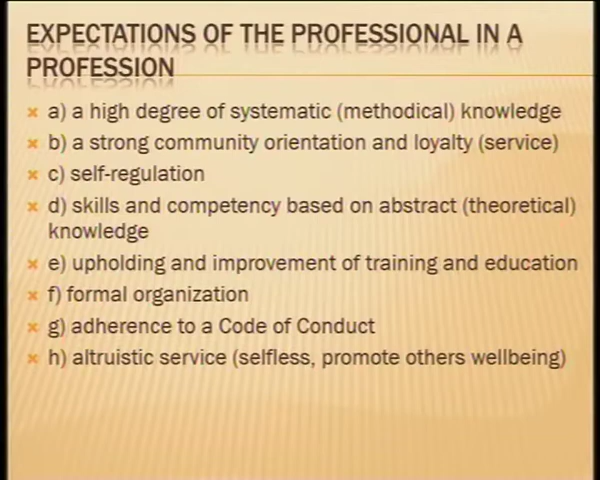 EXPECTATIONS OF THE PROFESSIONAL IN A
PROFESSION
a) a high degree of systematic (methodical) knowledge
b) a strong community orientation and loyalty (service)
c) self-regulation
d) skills and competency based on abstract (theoretical)
knowledge
e) upholding and improvement of training and education
f) formal organization
g) adherence to a Code of Conduct
h) altruistic service (selfless, promote others wellbeing)